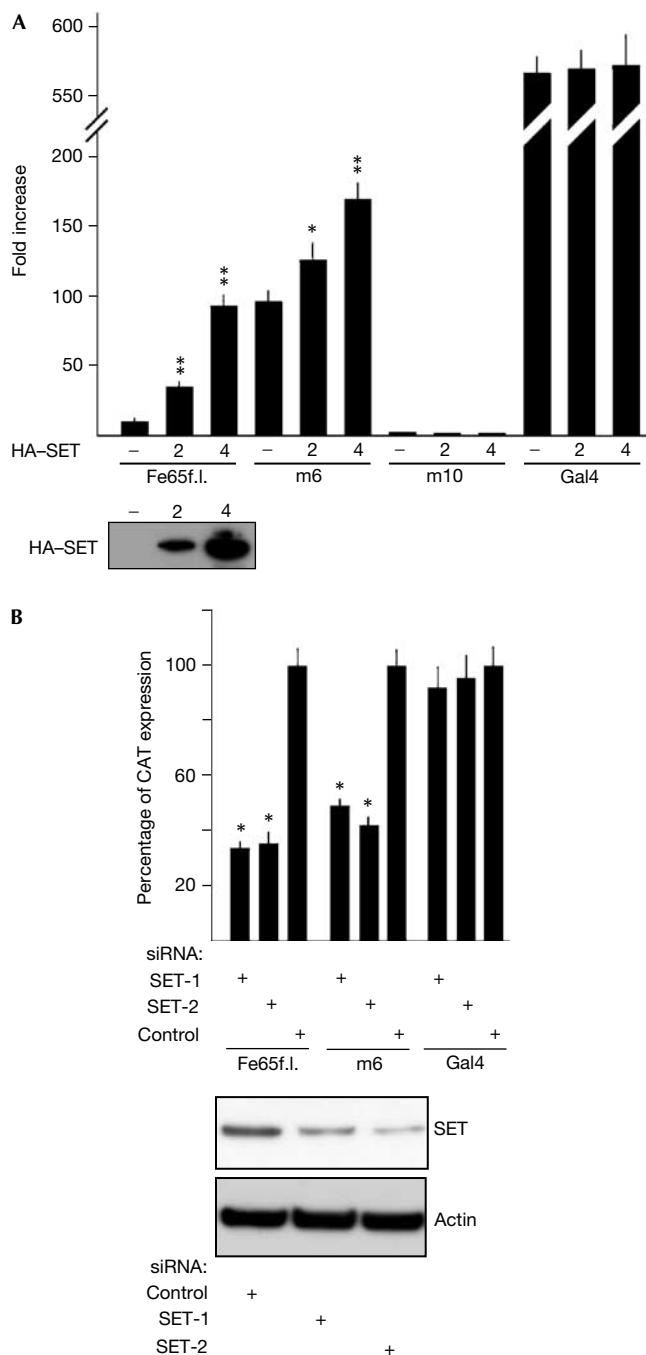 A
600
550
200
150
100
50
Fold increase
** ** * **
HA–SET – 2 4 – 2 4 – 2 4 – 2 4
Fe65f.l. m6 m10 Gal4
– 2 4
HA–SET
B
100
60
20
Percentage of CAT expression
* * * *
siRNA:
SET-1 + + +
SET-2 + + +
Control + + +
Fe65f.l. m6 Gal4
SET
Actin
siRNA:
Control +
SET-1 +
SET-2 +